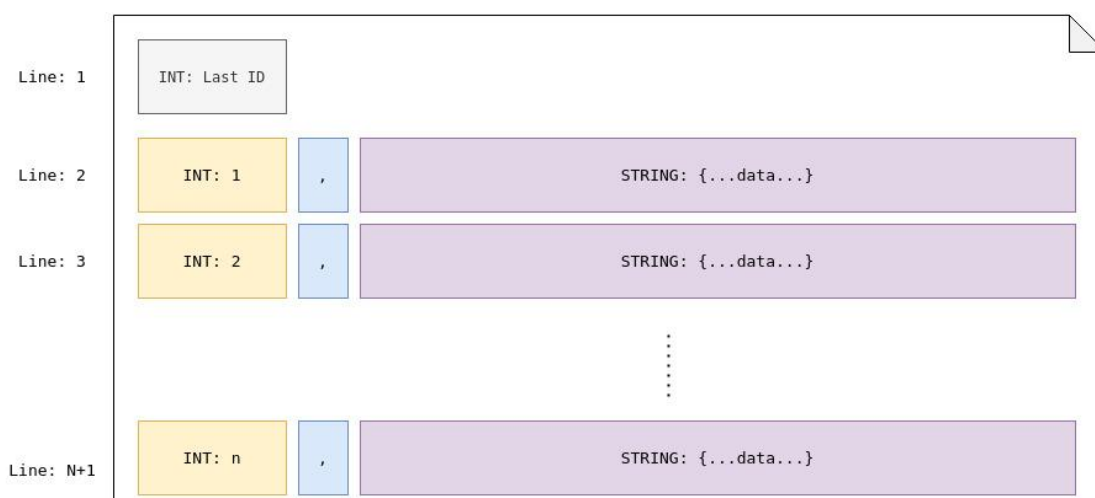 Line: 1 INT: Last ID
Line: 2 INT: 1 , STRING: {...data...}
Line: 3 INT: 2 , STRING: {...data...}
Line: N+1 INT: n , STRING: {...data...}